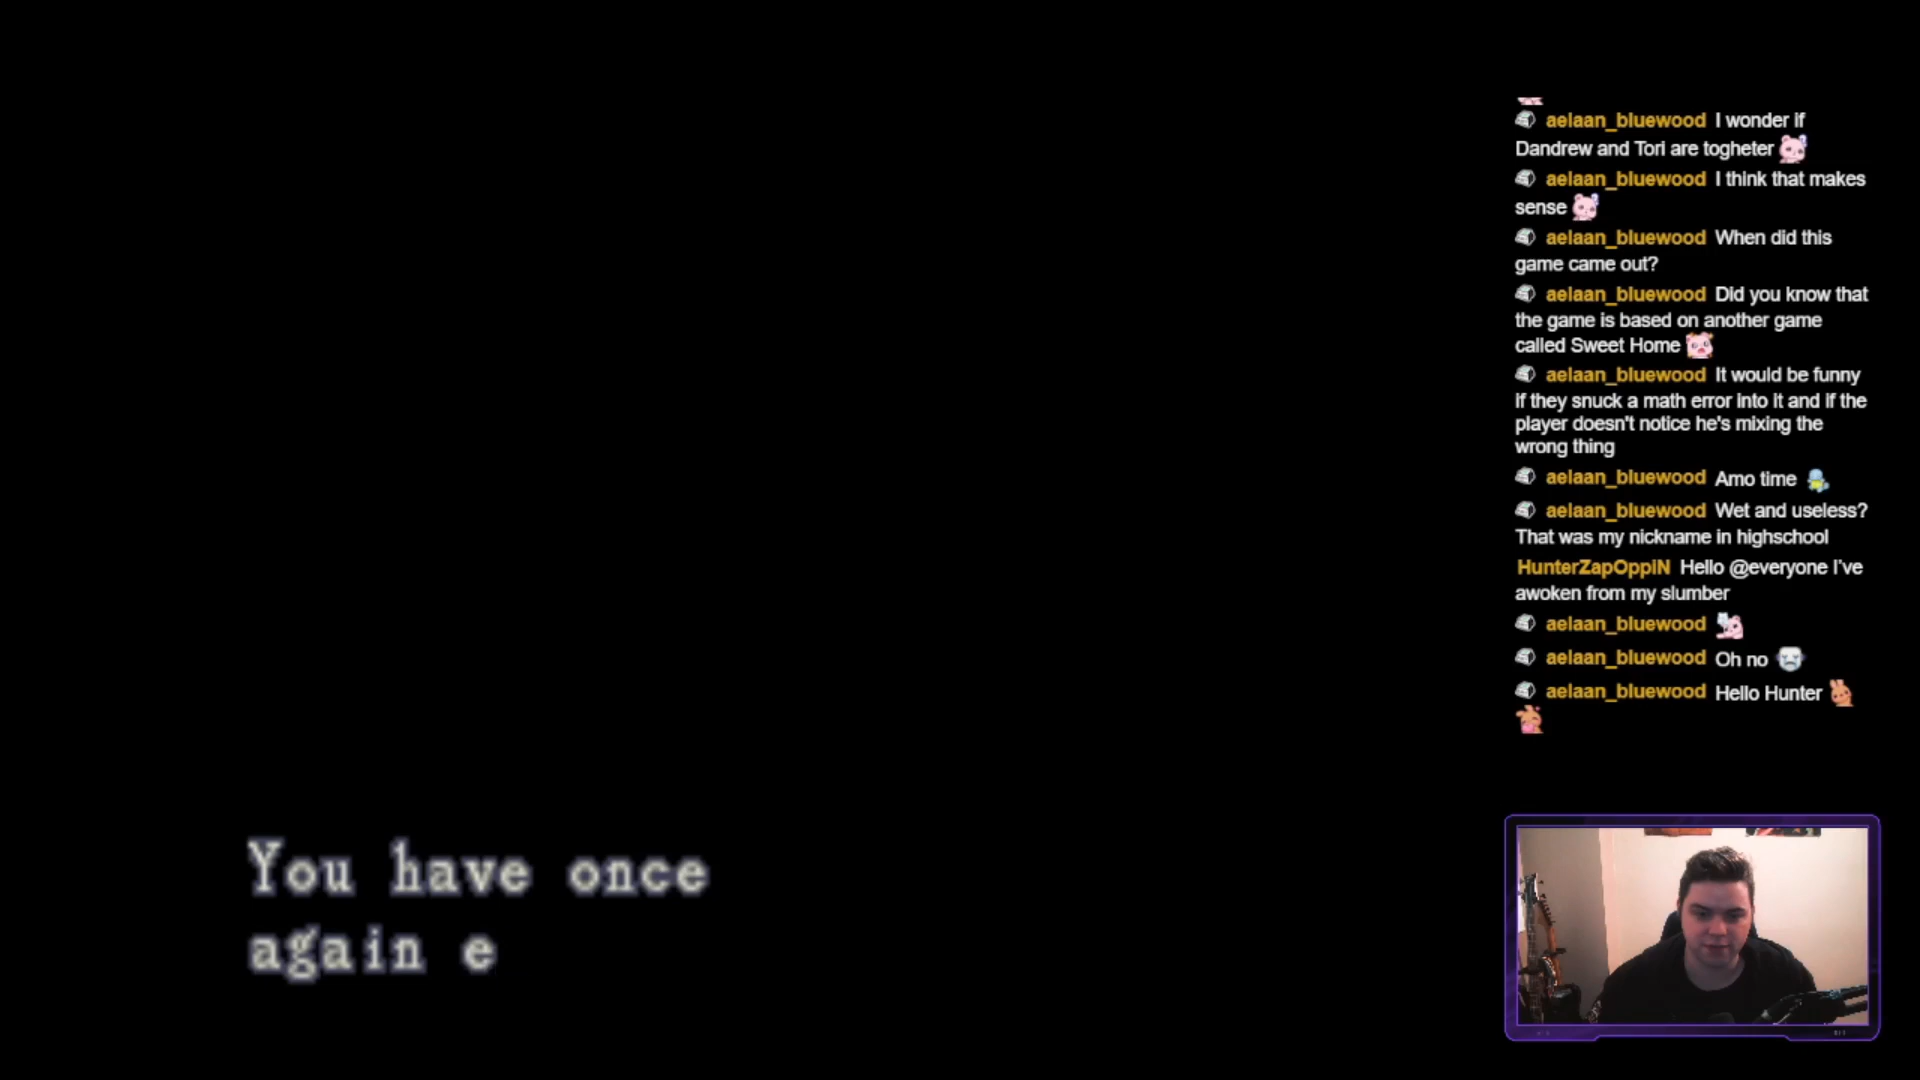 aelaan_bluewood I wonder if
Dandrew and Tori are togheter
aelaan_bluewood I think that makes
sense
aelaan_bluewood When did this
game came out?
aelaan_bluewood Did you know that
the game is based on another game
called Sweet Home
aelaan_bluewood It would be funny
if they snuck a math error into it and if the
player doesn't notice he's mixing the
wrong thing
aelaan_bluewood Amo time
aelaan_bluewood Wet and useless?
That was my nickname in highschool
HunterZapOppiN Hello @everyone I've
awoken from my slumber
aelaan_bluewood
aelaan_bluewood Oh no
aelaan_bluewood Hello Hunter
You have once
again e